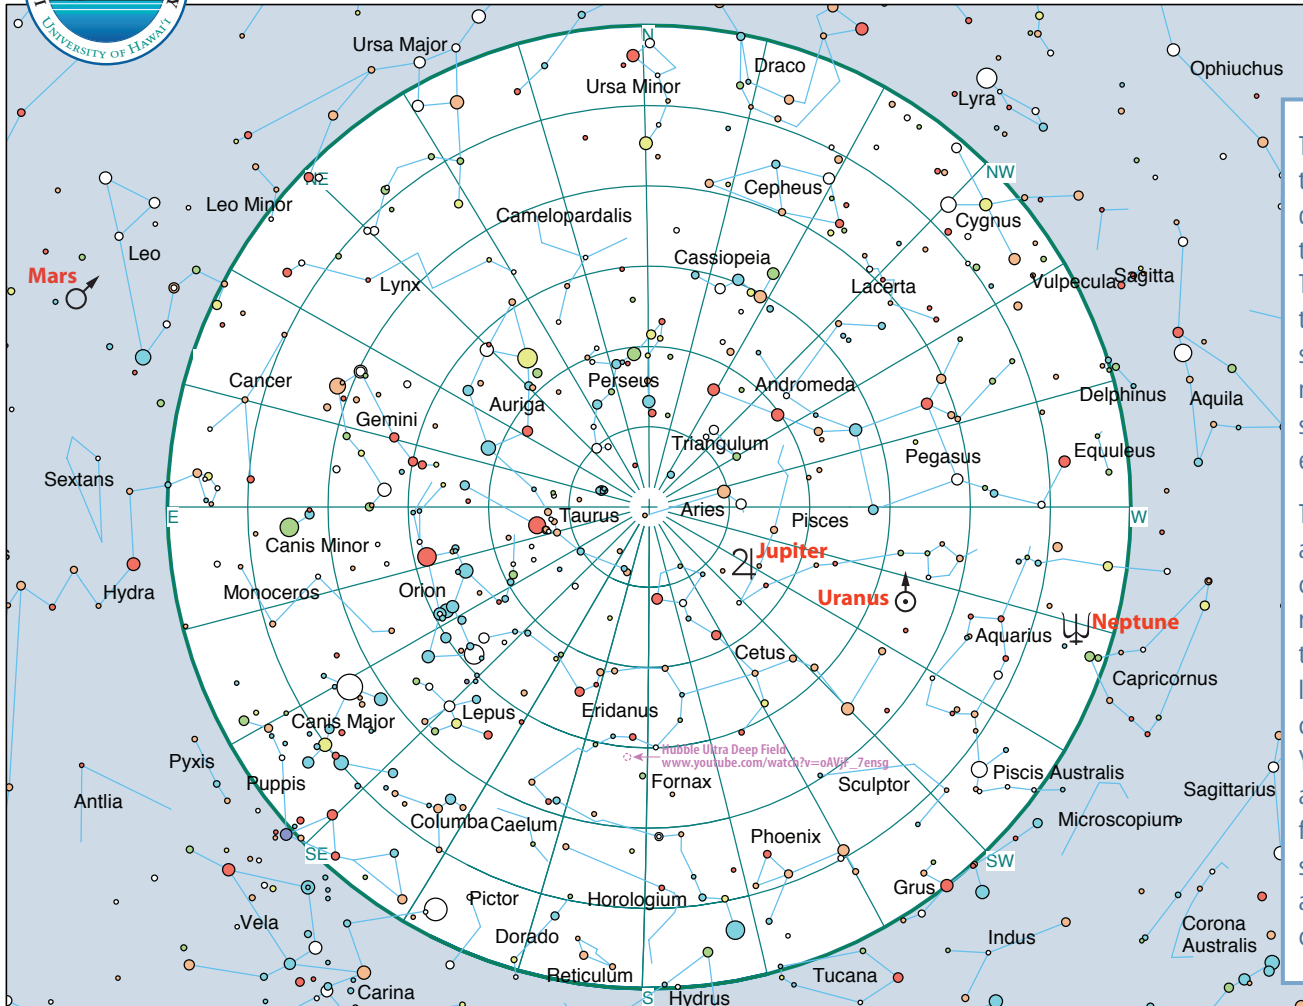 UNIVERSITY OF HAWAI'I
Ursa Major
N
Draco
Ophiuchus
Ursa Minor
Lyra
NE
NW
Leo Minor
Camelopardalis
Cepheus
Cygnus
Leo
Cassiopeia
Mars
Lynx
Lacerta
Vulpecula
Sagitta
Cancer
Perseus
Andromeda
Delphinus
Aquila
Auriga
Gemini
Triangulum
Pegasus
Equuleus
Sextans
E
Taurus
Aries
Pisces
W
Canis Minor
Jupiter
Hydra
Monoceros
Orion
Uranus
Neptune
Aquarius
Cetus
Capricornus
Canis Major
Lepus
Eridanus
Hubble Ultra Deep Field
www.youtube.com/watch?v=oAVjF_7ensg
Pyxis
Puppis
Fornax
Sculptor
Piscis Australis
Sagittarius
Antlia
Columba
Caelum
Phoenix
Microscopium
SE
SW
Pictor
Horologium
Grus
Vela
Dorado
Indus
Corona
Australis
Reticulum
Tucana
Carina
S
Hydrus